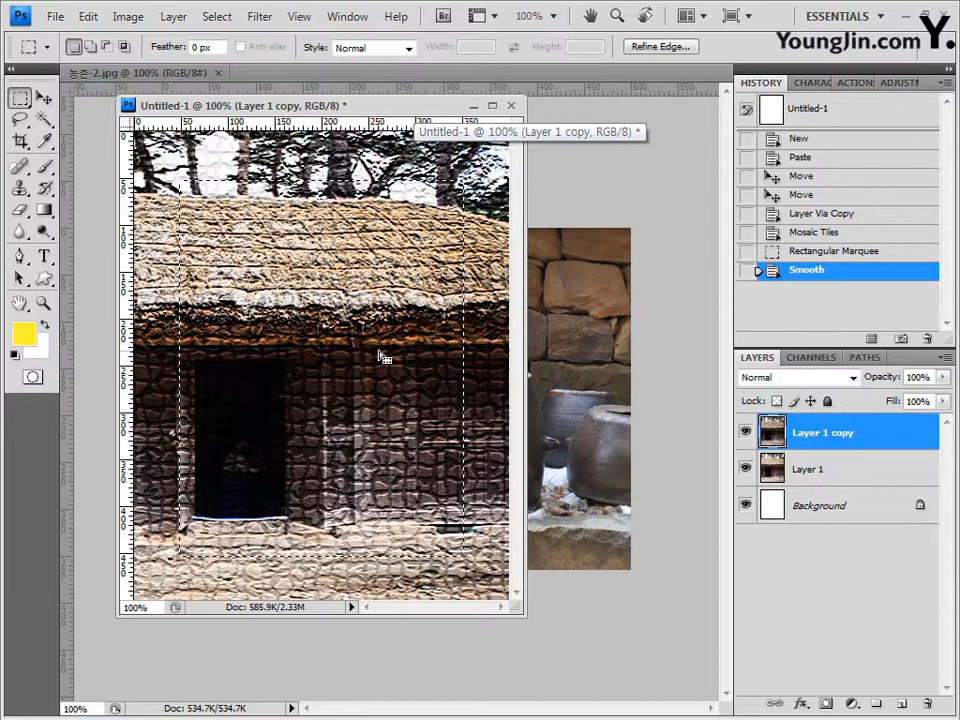 Ps File Edit Image Layer Select Filter View Window Help Br 100% ESSENTIALS
YoungJin.com Y.
Feather: 0 px Anti-alias Style: Normal Width: Height: Refine Edge...
농촌-2.jpg @ 100% (RGB/8#) ×
Untitled-1 @ 100% (Layer 1 copy, RGB/8) *
Untitled-1 @ 100% (Layer 1 copy, RGB/8) *
HISTORY CHARAC ACTION ADJUSTM
Untitled-1
New
Paste
Move
Move
Layer Via Copy
Mosaic Tiles
Rectangular Marquee
Smooth
LAYERS CHANNELS PATHS
Normal Opacity: 100%
Lock: Fill: 100%
Layer 1 copy
Layer 1
Background
100% Doc: 585.9K/2.33M
100% Doc: 534.7K/534.7K